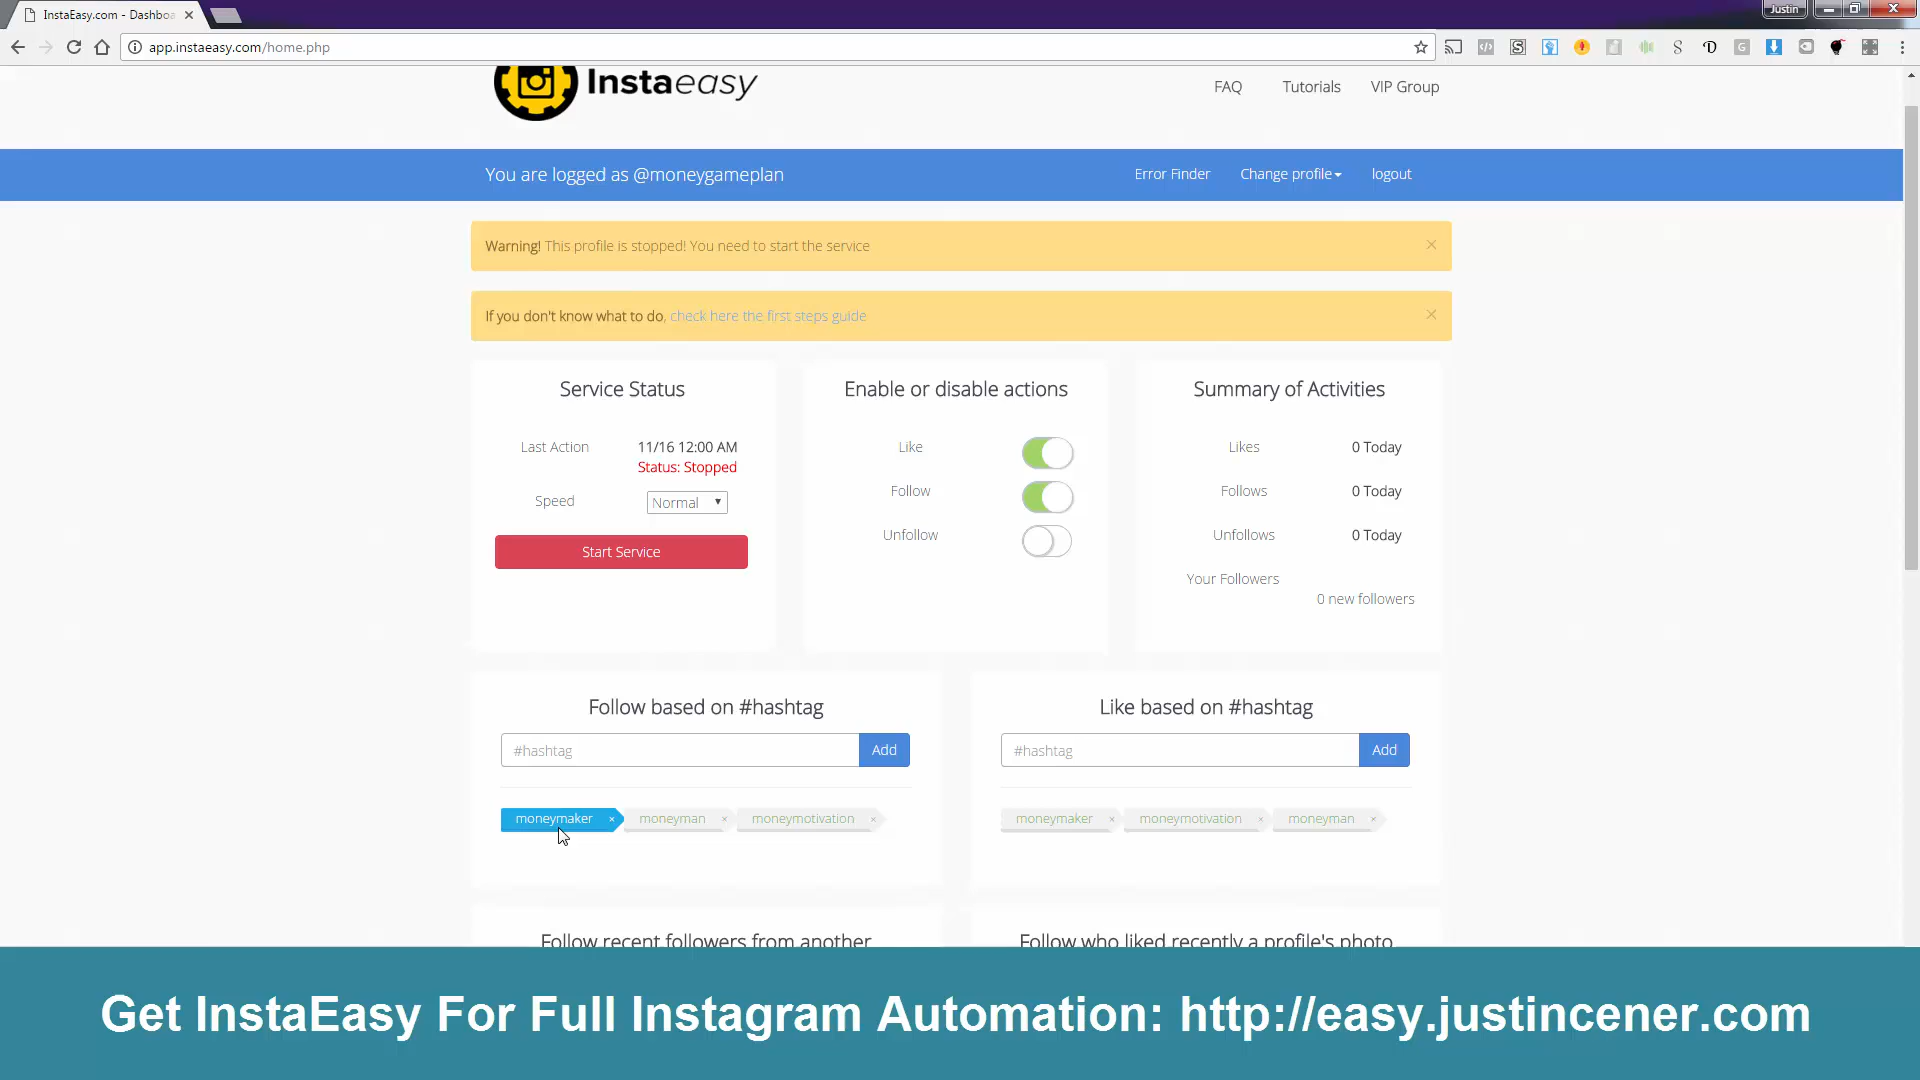 InstaEasy.com - Dashboa
Justin
app.instaeasy.com/home.php
Instaeasy
FAQ Tutorials VIP Group
You are logged as @moneygameplan
Error Finder Change profile logout
Warning! This profile is stopped! You need to start the service ×
If you don't know what to do, check here the first steps guide ×
Service Status
Last Action 11/16 12:00 AM
Status: Stopped
Speed Normal
Start Service
Enable or disable actions
Like
Follow
Unfollow
Summary of Activities
Likes 0 Today
Follows 0 Today
Unfollows 0 Today
Your Followers
0 new followers
Follow based on #hashtag
#hashtag Add
moneymaker × moneyman × moneymotivation ×
Like based on #hashtag
#hashtag Add
moneymaker × moneymotivation × moneyman ×
Follow recent followers from another
Follow who liked recently a profile's photo
Get InstaEasy For Full Instagram Automation: http://easy.justincener.com